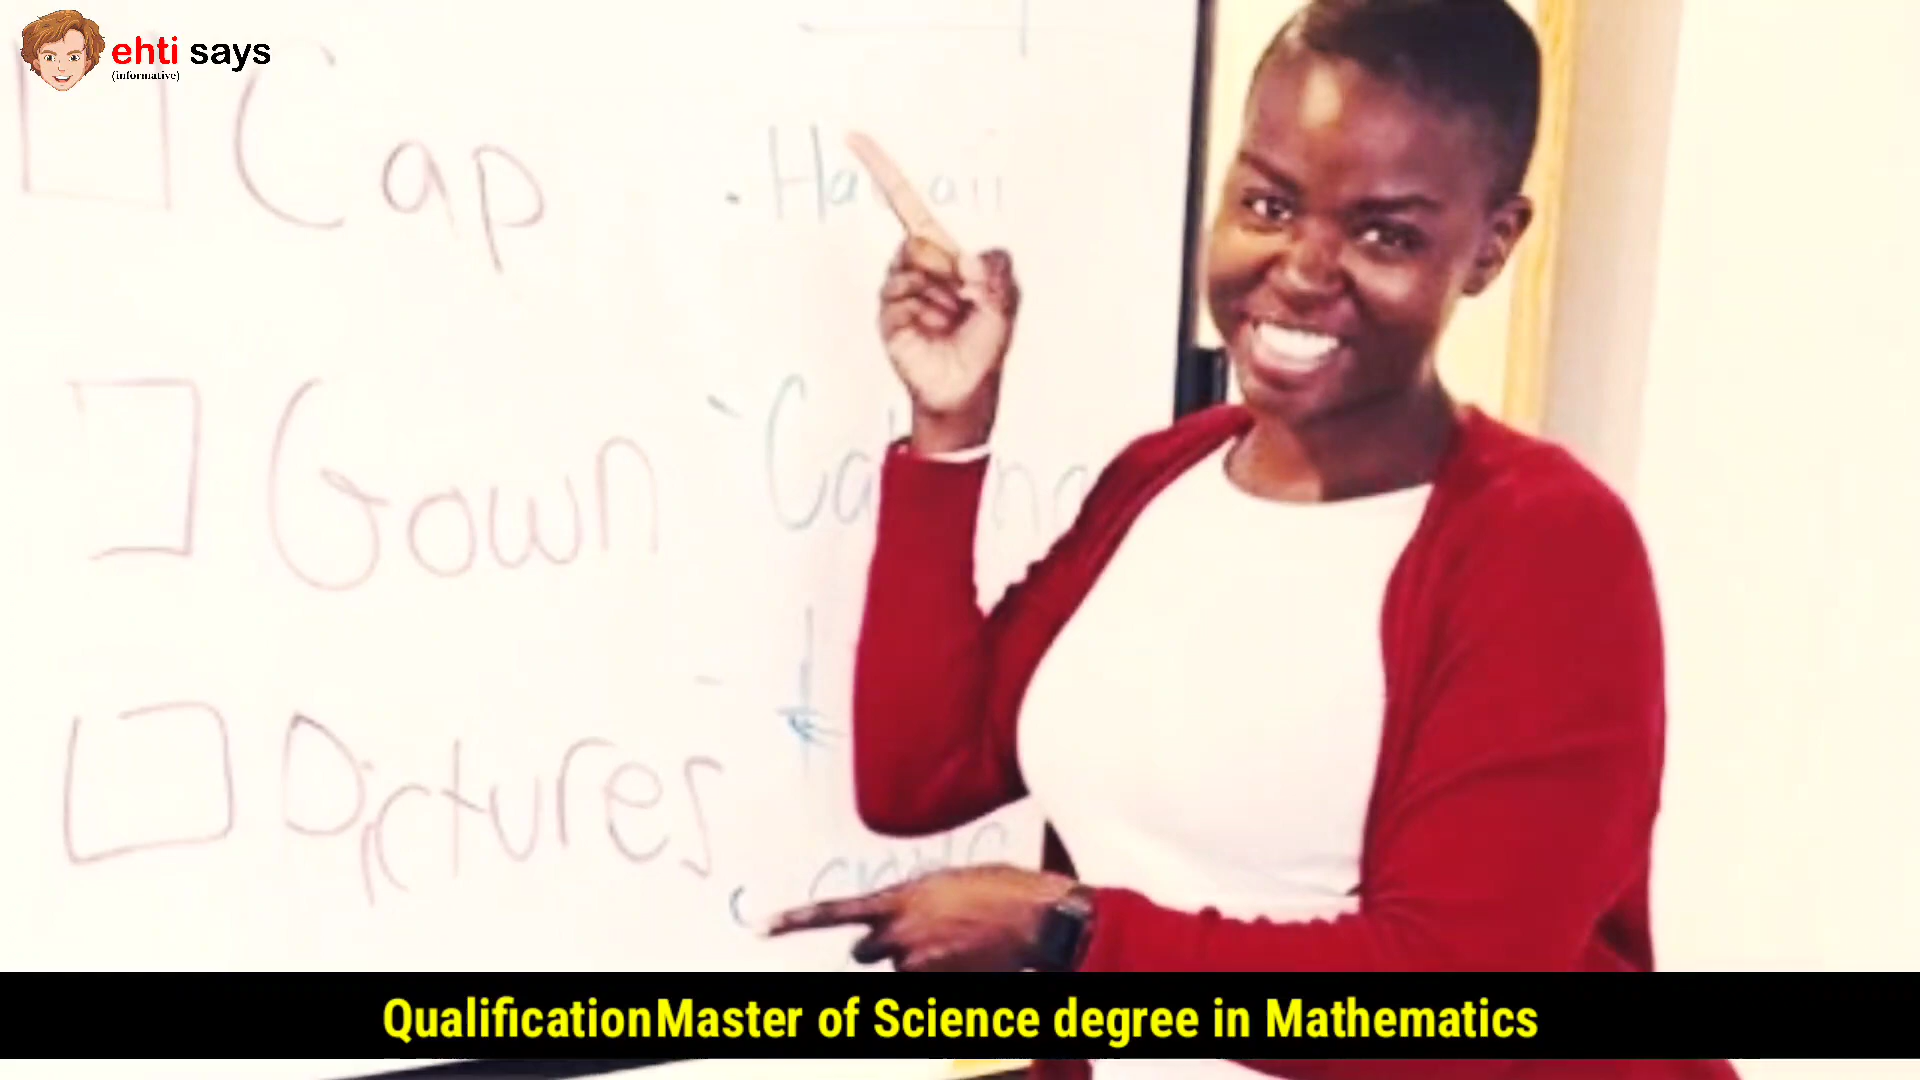 ehti says
(informative)
Cap
Gown
Pictures
QualificationMaster of Science degree in Mathematics